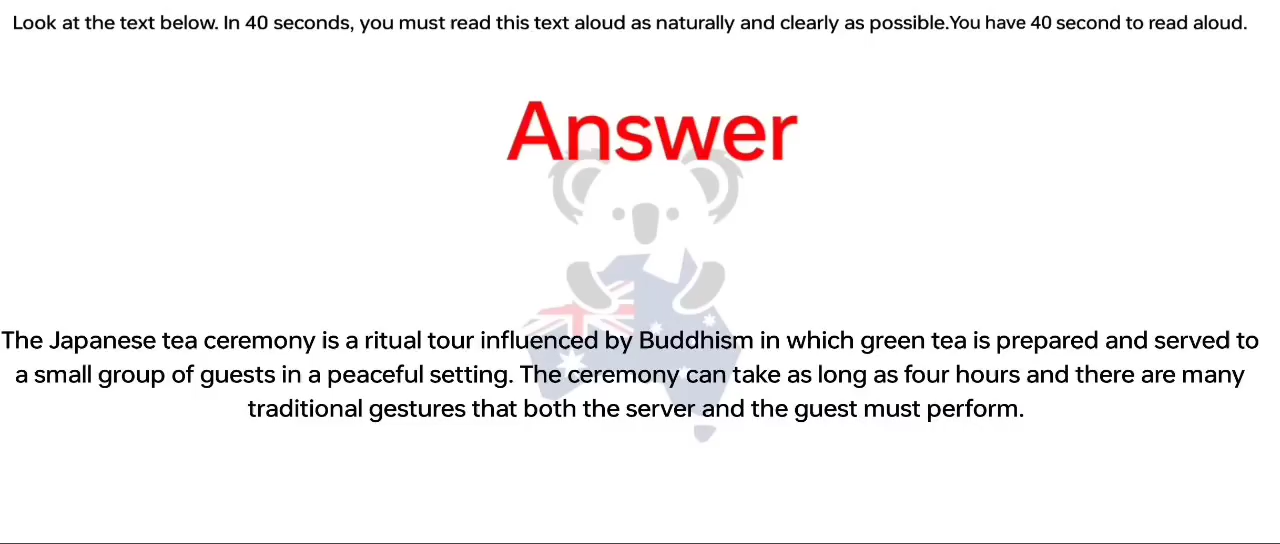 Look at the text below. In 40 seconds, you must read this text aloud as naturally and clearly as possible.You have 40 second to read aloud.
Answer
The Japanese tea ceremony is a ritual tour influenced by Buddhism in which green tea is prepared and served to
a small group of guests in a peaceful setting. The ceremony can take as long as four hours and there are many
traditional gestures that both the server and the guest must perform.